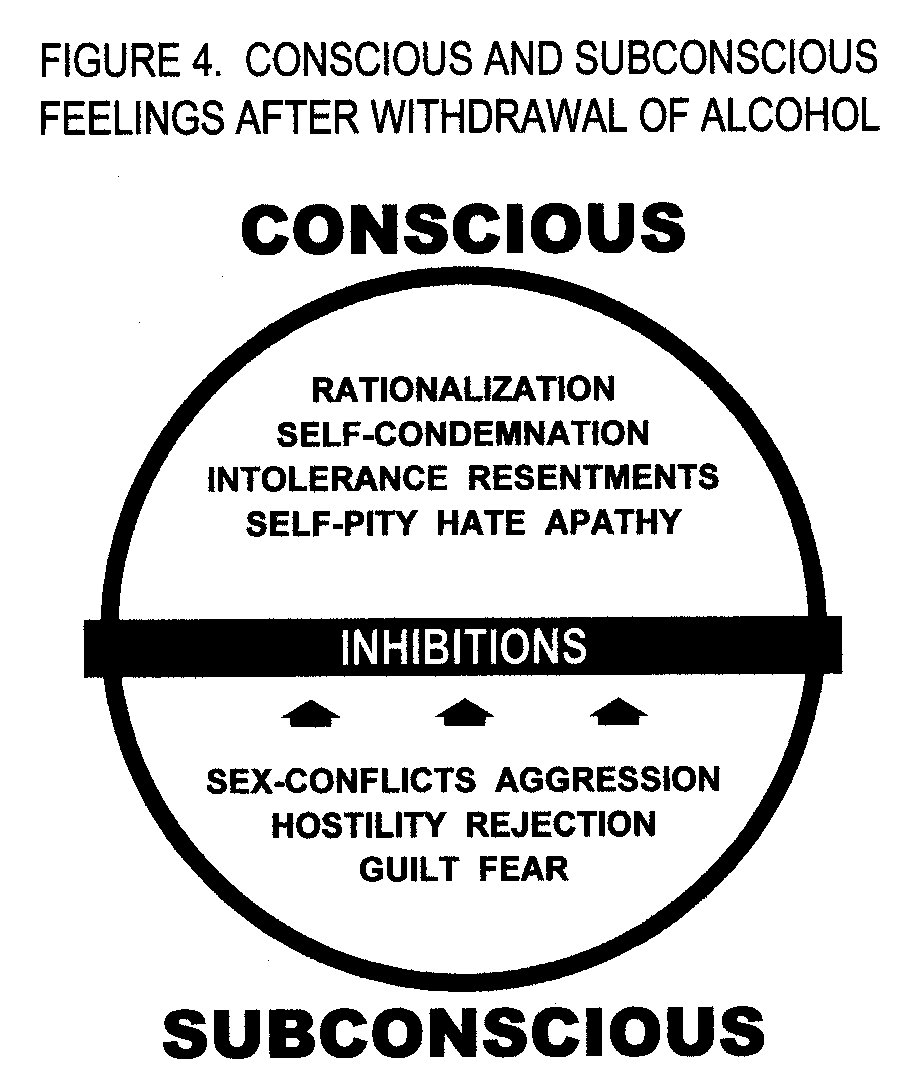 FIGURE 4. CONSCIOUS AND SUBCONSCIOUS
FEELINGS AFTER WITHDRAWAL OF ALCOHOL
CONSCIOUS
RATIONALIZATION
SELF-CONDEMNATION
INTOLERANCE RESENTMENTS
SELF-PITY HATE APATHY
INHIBITIONS
SEX-CONFLICTS AGGRESSION
HOSTILITY REJECTION
GUILT FEAR
SUBCONSCIOUS